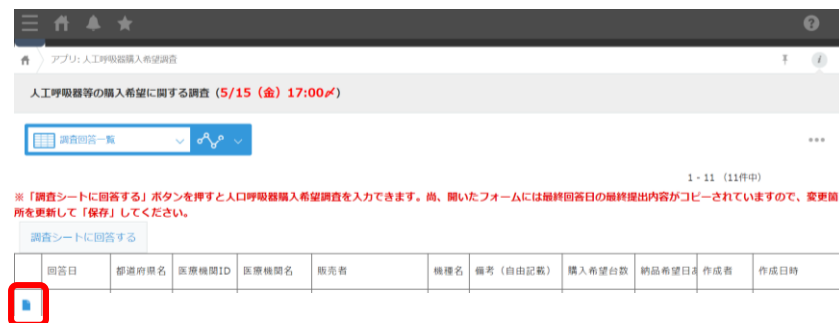 アプリ: 人工呼吸器購入希望調査
人工呼吸器等の購入希望に関する調査（5/15（金）17:00〆）
調査回答一覧
1 - 11 （11件中）
※「調査シートに回答する」ボタンを押すと人口呼吸器購入希望調査を入力できます。尚、開いたフォームには最終回答日の最終提出内容がコピーされていますので、変更箇
所を更新して「保存」してください。
調査シートに回答する
回答日 都道府県名 医療機関ID 医療機関名 販売者 機種名 備考（自由記載） 購入希望台数 納品希望日 作成者 作成日時